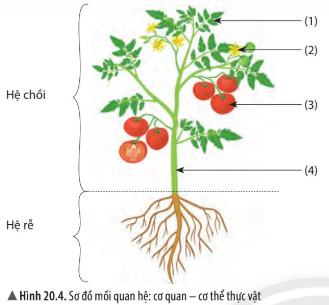 (1)
(2)
Hệ chồi
(3)
(4)
Hệ rễ
▲ Hình 20.4. Sơ đồ mối quan hệ: cơ quan – cơ thể thực vật